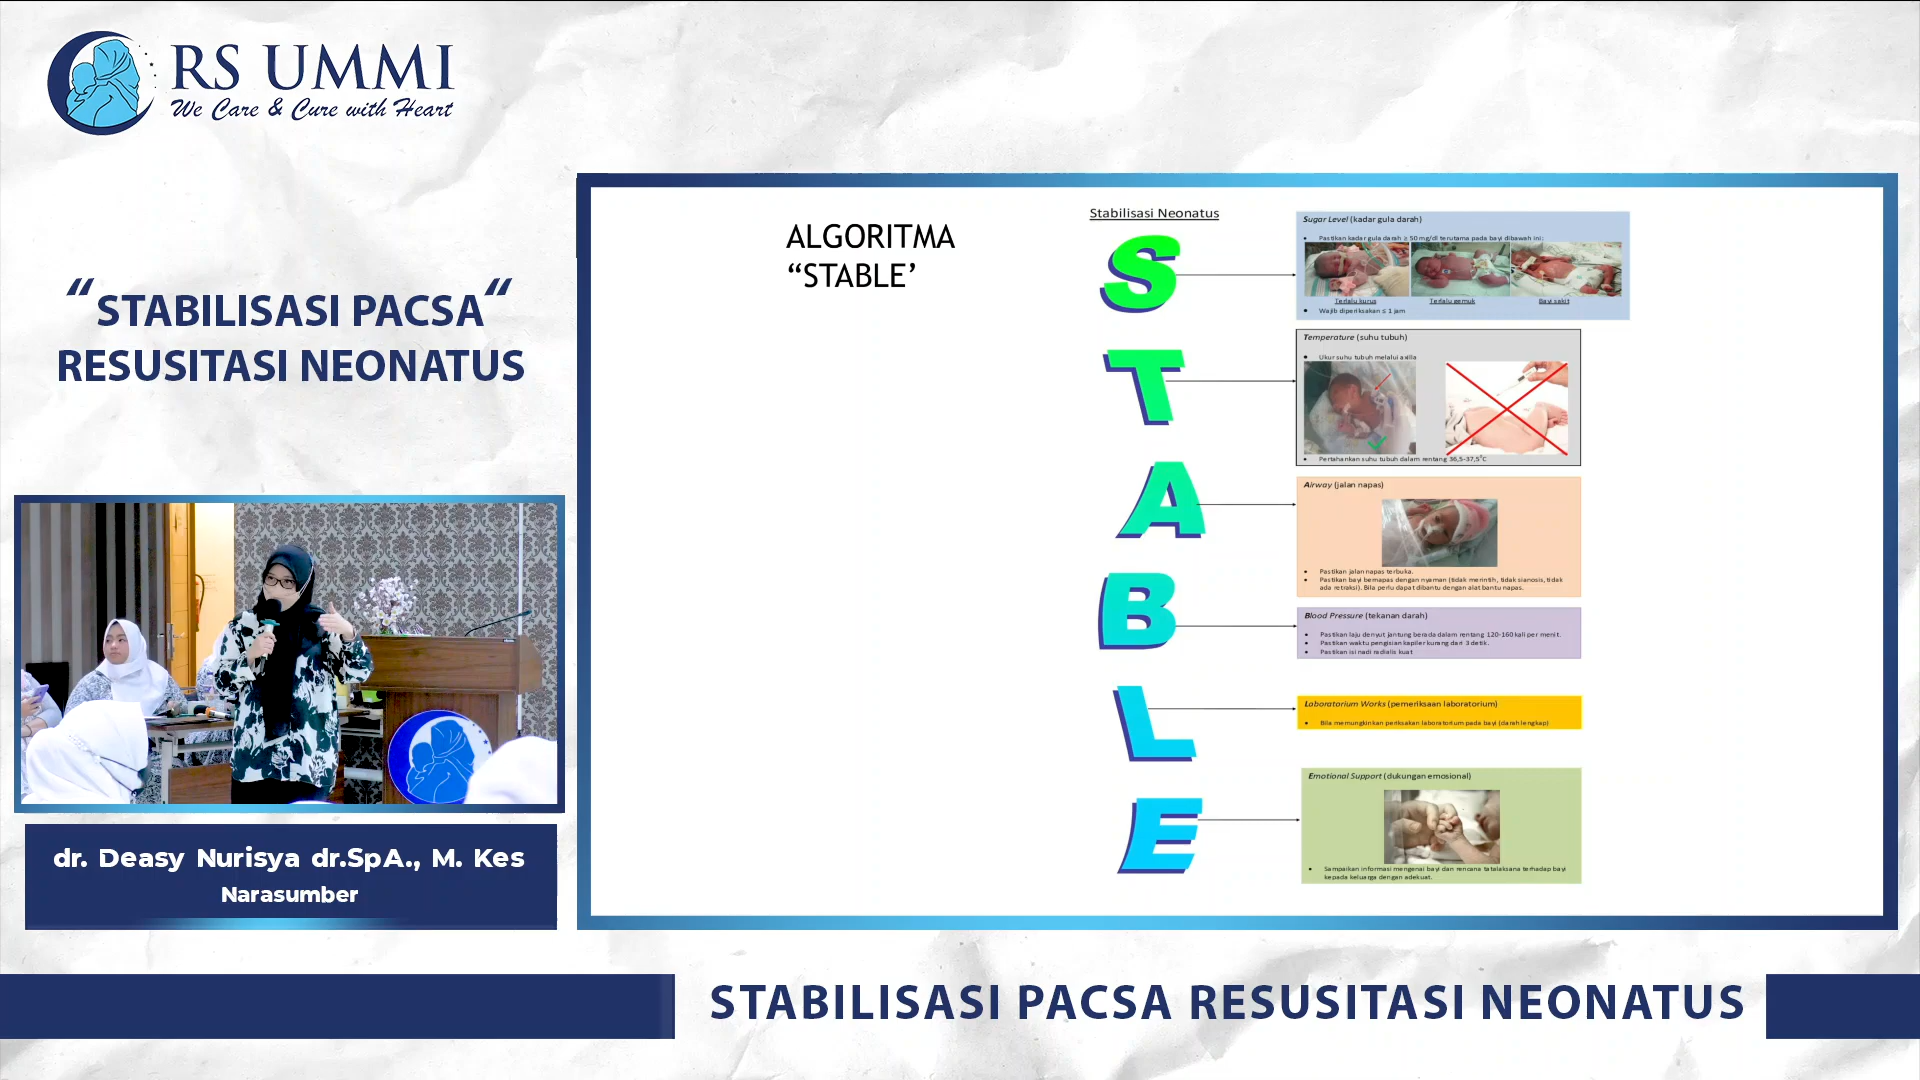 RS UMMI
We Care & Cure with Heart
“STABILISASI PACSA“
RESUSITASI NEONATUS
dr. Deasy Nurisya dr.SpA., M. Kes
Narasumber
ALGORITMA
“STABLE’
Stabilisasi Neonatus
S
Sugar Level (kadar gula darah)
• Pastikan kadar gula darah ≥ 50 mg/dl terutama pada bayi dibawah ini:
Terlalu kurus
Terlalu gemuk
Bayi sakit
• Wajib diperiksakan ≤ 1 jam
T
Temperature (suhu tubuh)
• Ukur suhu tubuh melalui axilla
• Pertahankan suhu tubuh dalam rentang 36,5-37,5°C
A
Airway (jalan napas)
• Pastikan jalan napas terbuka.
• Pastikan bayi bernapas dengan nyaman (tidak merintih, tidak sianosis, tidak
ada retraksi). Bila perlu dapat dibantu dengan alat bantu napas.
B
Blood Pressure (tekanan darah)
• Pastikan laju denyut jantung berada dalam rentang 120-160 kali per menit.
• Pastikan waktu pengisian kapiler kurang dari 3 detik.
• Pastikan isi nadi radialis kuat
L
Laboratorium Works (pemeriksaan laboratorium)
• Bila memungkinkan periksakan laboratorium pada bayi (darah lengkap)
E
Emotional Support (dukungan emosional)
• Sampaikan informasi mengenai bayi dan rencana tatalaksana terhadap bayi
kepada keluarga dengan adekuat.
STABILISASI PACSA RESUSITASI NEONATUS